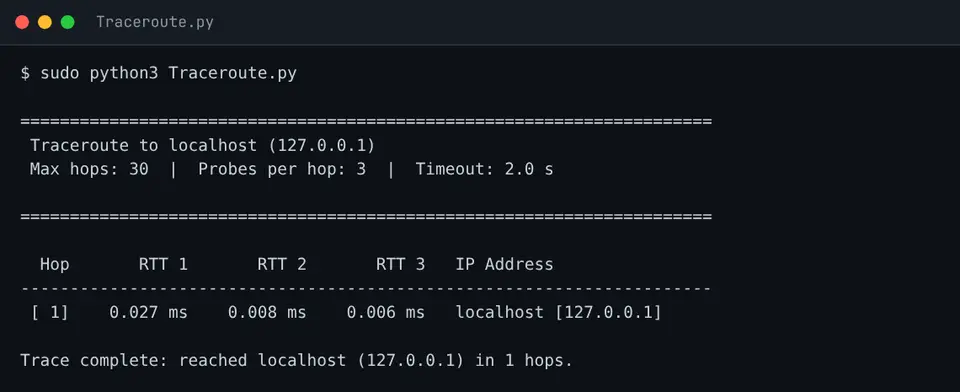 Traceroute.py
$ sudo python3 Traceroute.py
======================================================================
Traceroute to localhost (127.0.0.1)
Max hops: 30  |  Probes per hop: 3  |  Timeout: 2.0 s
======================================================================
Hop       RTT 1       RTT 2       RTT 3   IP Address
----------------------------------------------------------------------
[ 1]    0.027 ms    0.008 ms    0.006 ms   localhost [127.0.0.1]
Trace complete: reached localhost (127.0.0.1) in 1 hops.